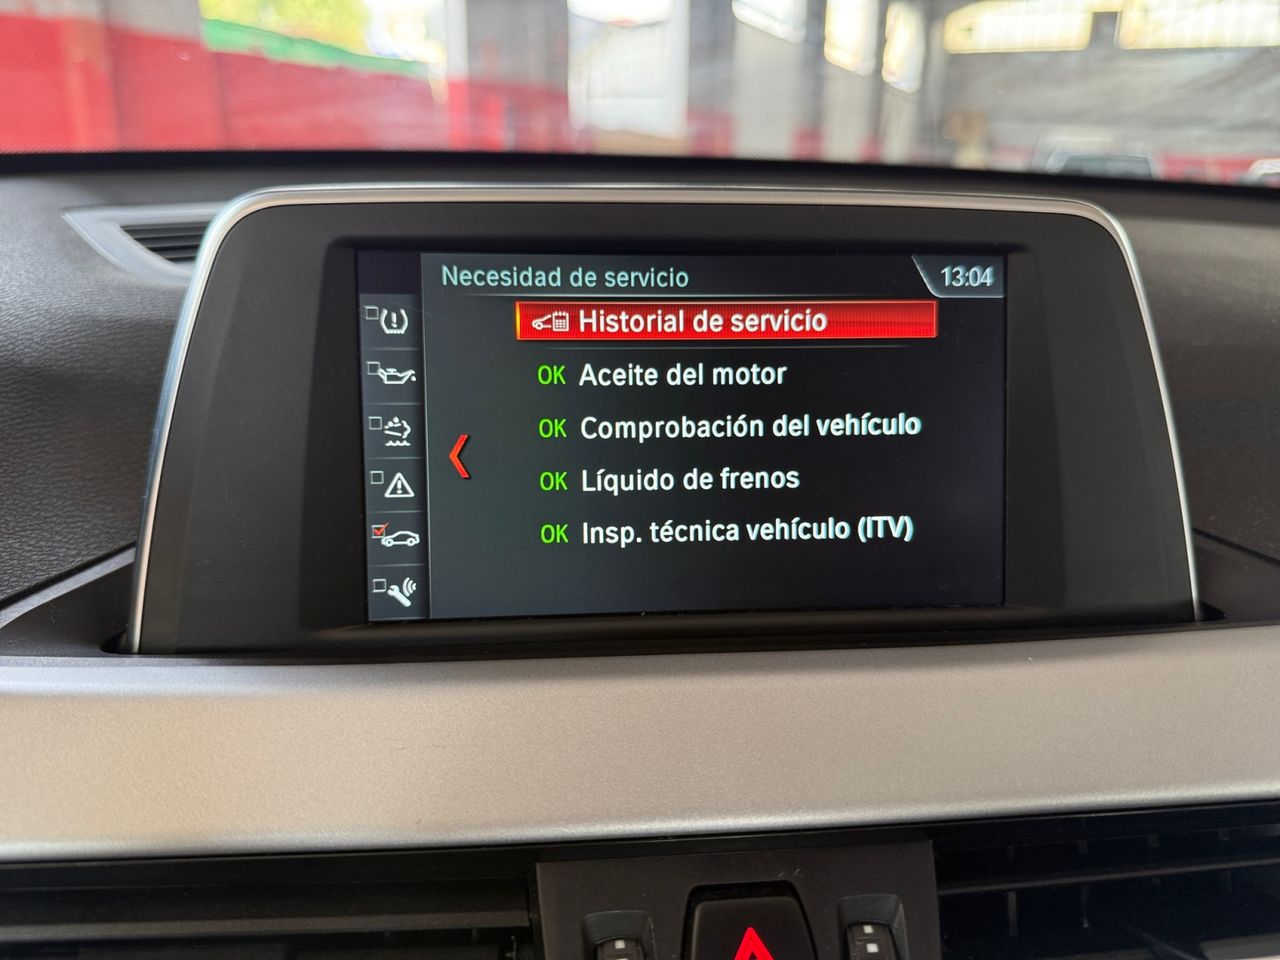 Necesidad de servicio
13:04
Historial de servicio
OK Aceite del motor
OK Comprobación del vehículo
OK Líquido de frenos
OK Insp. técnica vehículo (ITV)